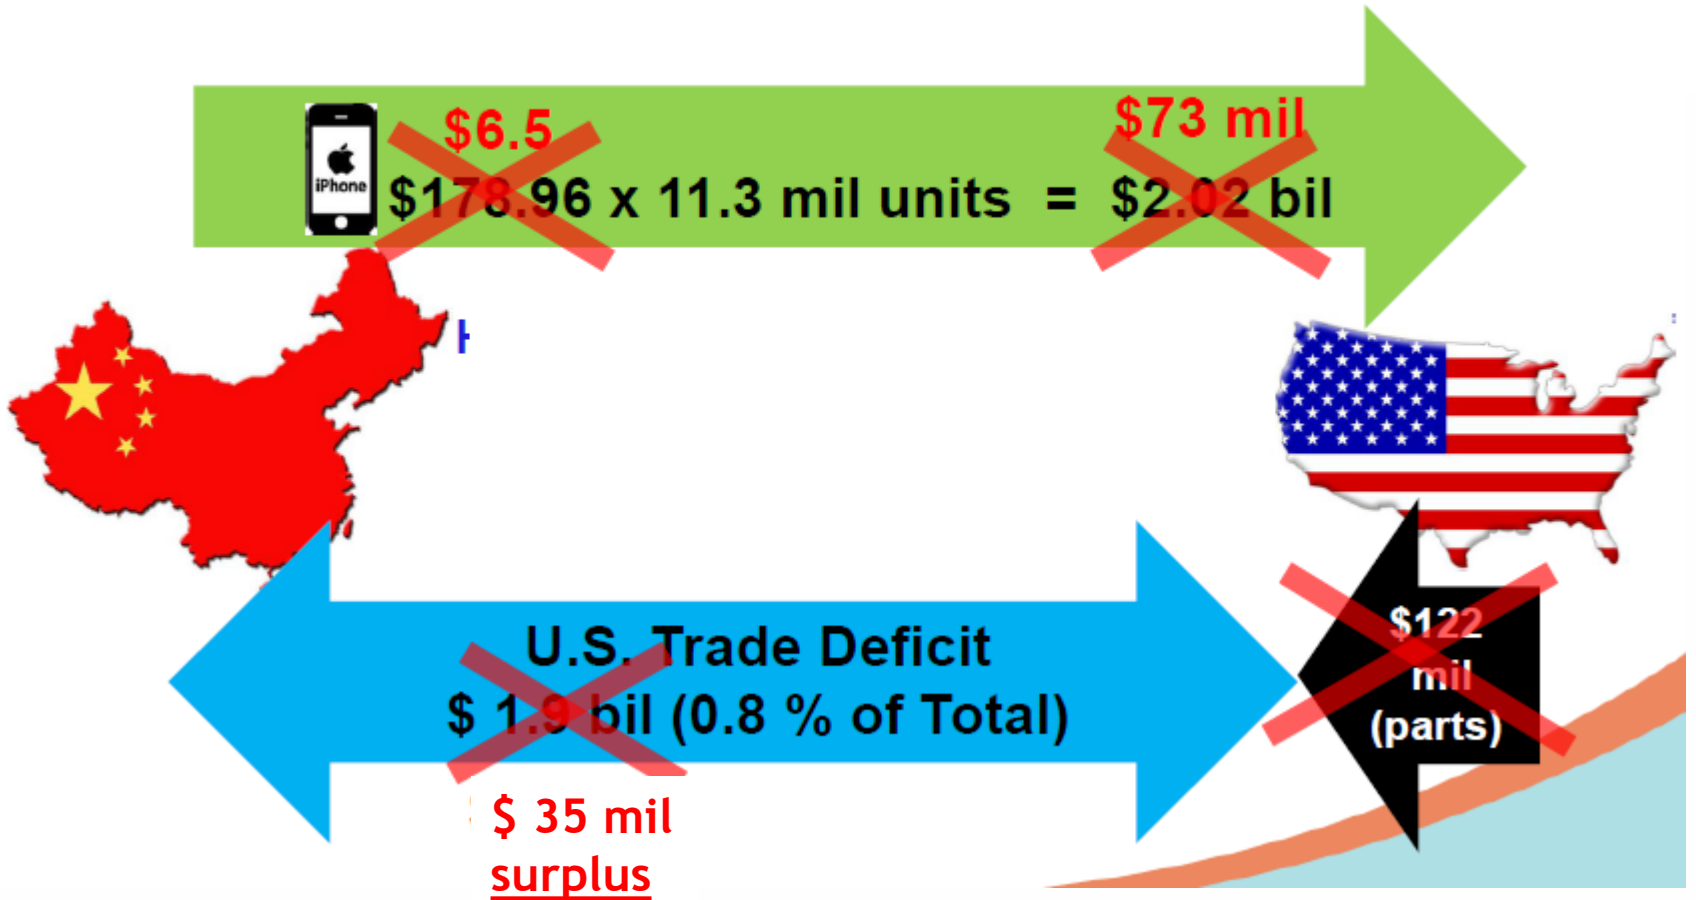 $6.5
$73 mil
iPhone
$178.96 x 11.3 mil units = $2.02 bil
U.S. Trade Deficit
$ 1.9 bil (0.8 % of Total)
$122
mil
(parts)
$ 35 mil
surplus